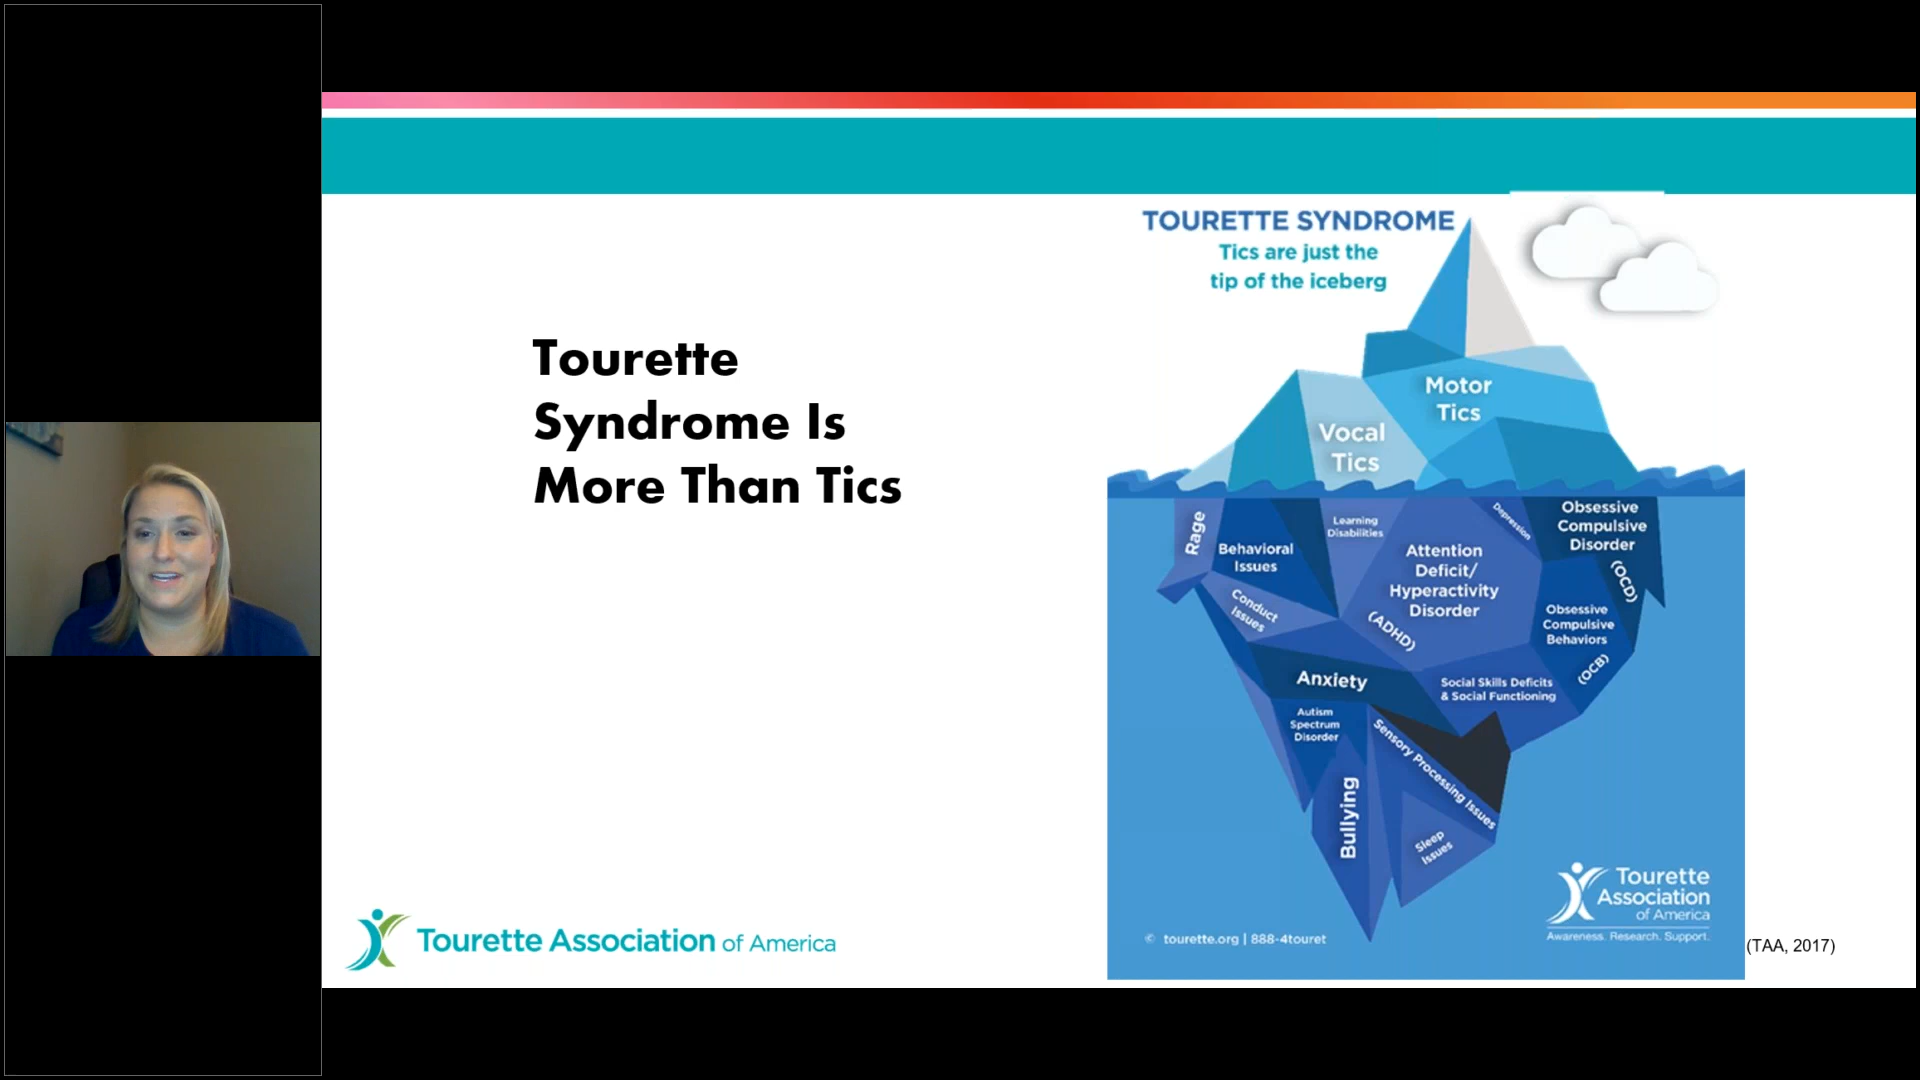 Tourette
Syndrome Is
More Than Tics
TOURETTE SYNDROME
Tics are just the
tip of the iceberg
Motor
Tics
Vocal
Tics
Rage
Behavioral
Issues
Learning
Disabilities
Depression
Obsessive
Compulsive
Disorder
(OCD)
Attention
Deficit/
Hyperactivity
Disorder
(ADHD)
Conduct
Issues
Obsessive
Compulsive
Behaviors
(OCB)
Anxiety
Social Skills Deficits
& Social Functioning
Autism
Spectrum
Disorder
Sensory Processing Issues
Bullying
Sleep
Issues
© tourette.org | 888-4touret
Tourette
Association
of America
Awareness. Research. Support.
(TAA, 2017)
Tourette Association of America